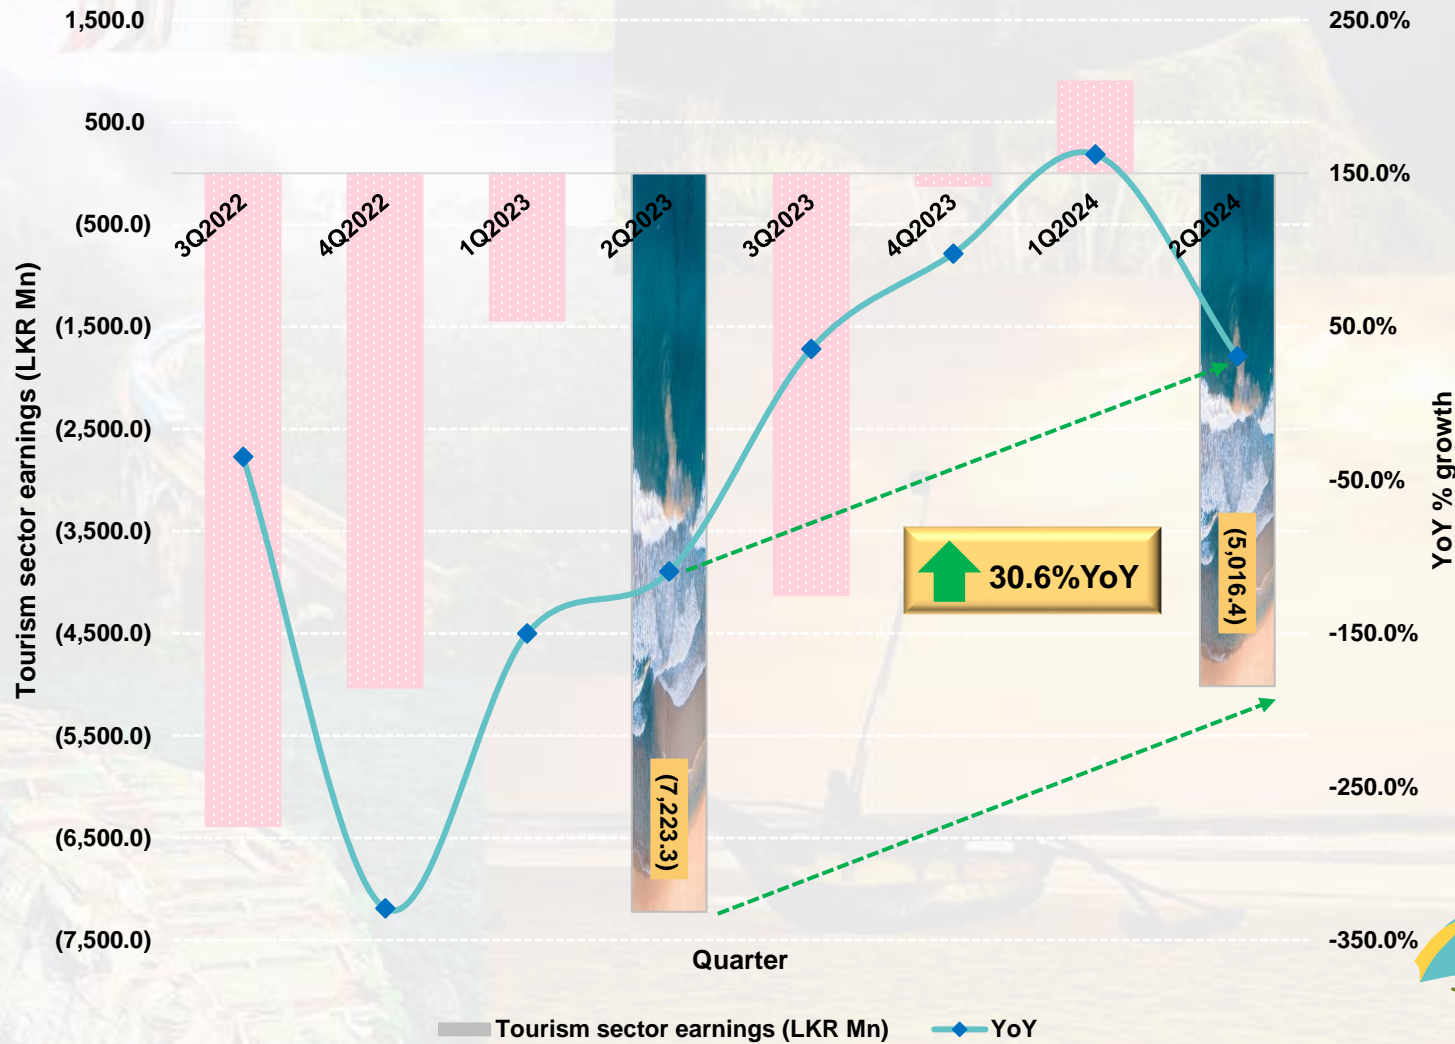 1,500.0
500.0
(500.0)
(1,500.0)
(2,500.0)
(3,500.0)
(4,500.0)
(5,500.0)
(6,500.0)
(7,500.0)
Tourism sector earnings (LKR Mn)
250.0%
150.0%
50.0%
-50.0%
-150.0%
-250.0%
-350.0%
YoY % growth
3Q2022
4Q2022
1Q2023
2Q2023
3Q2023
4Q2023
1Q2024
2Q2024
(7,223.3)
(5,016.4)
30.6%YoY
Quarter
Tourism sector earnings (LKR Mn)
YoY